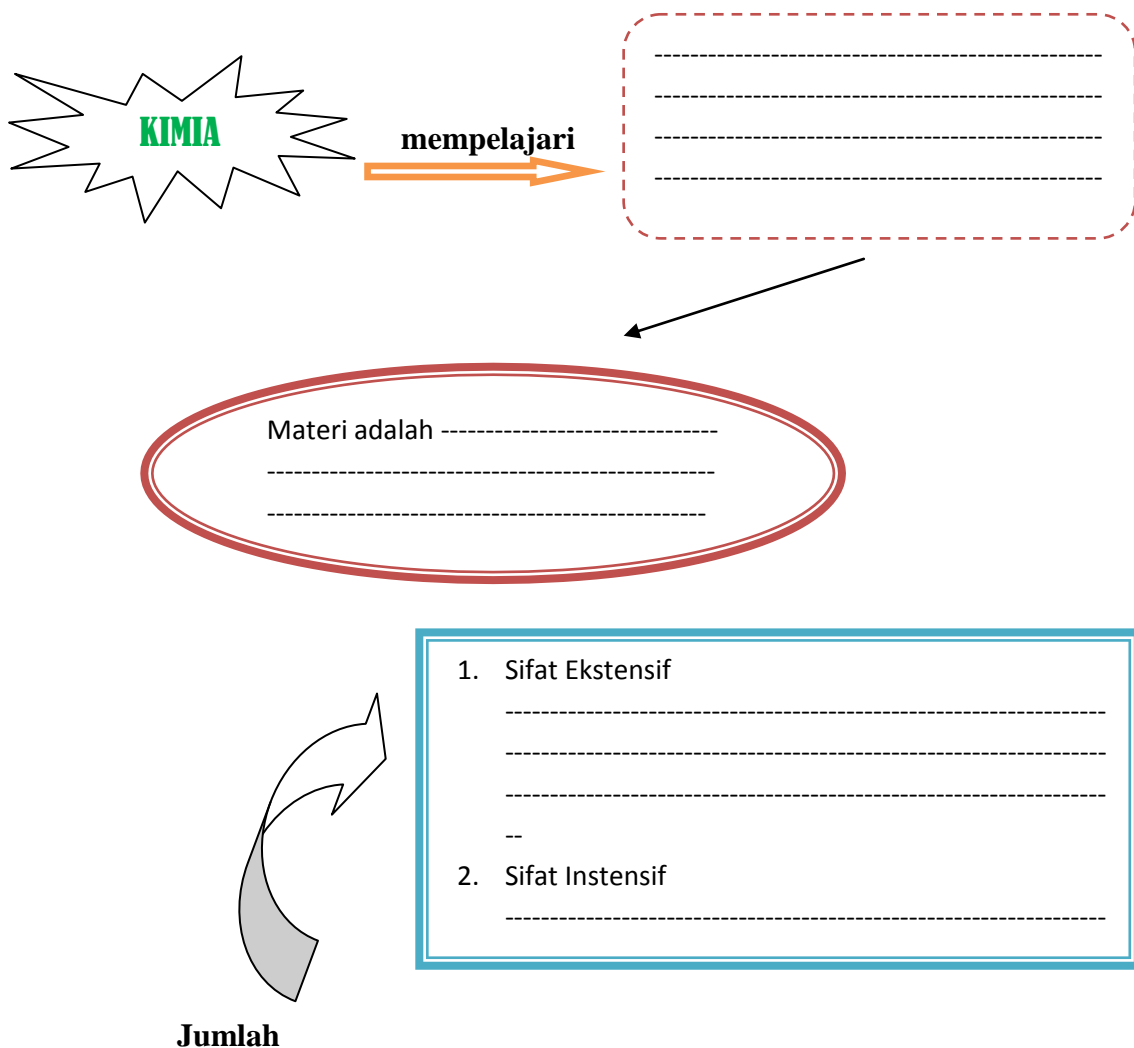 KIMIA
mempelajari
--------------------------------------------------
--------------------------------------------------
--------------------------------------------------
--------------------------------------------------
Materi adalah -------------------------------
--------------------------------------------------
-------------------------------------------------
1. Sifat Ekstensif
-------------------------------------------------------------------
-------------------------------------------------------------------
-------------------------------------------------------------------
--
2. Sifat Instensif
-------------------------------------------------------------------
Jumlah